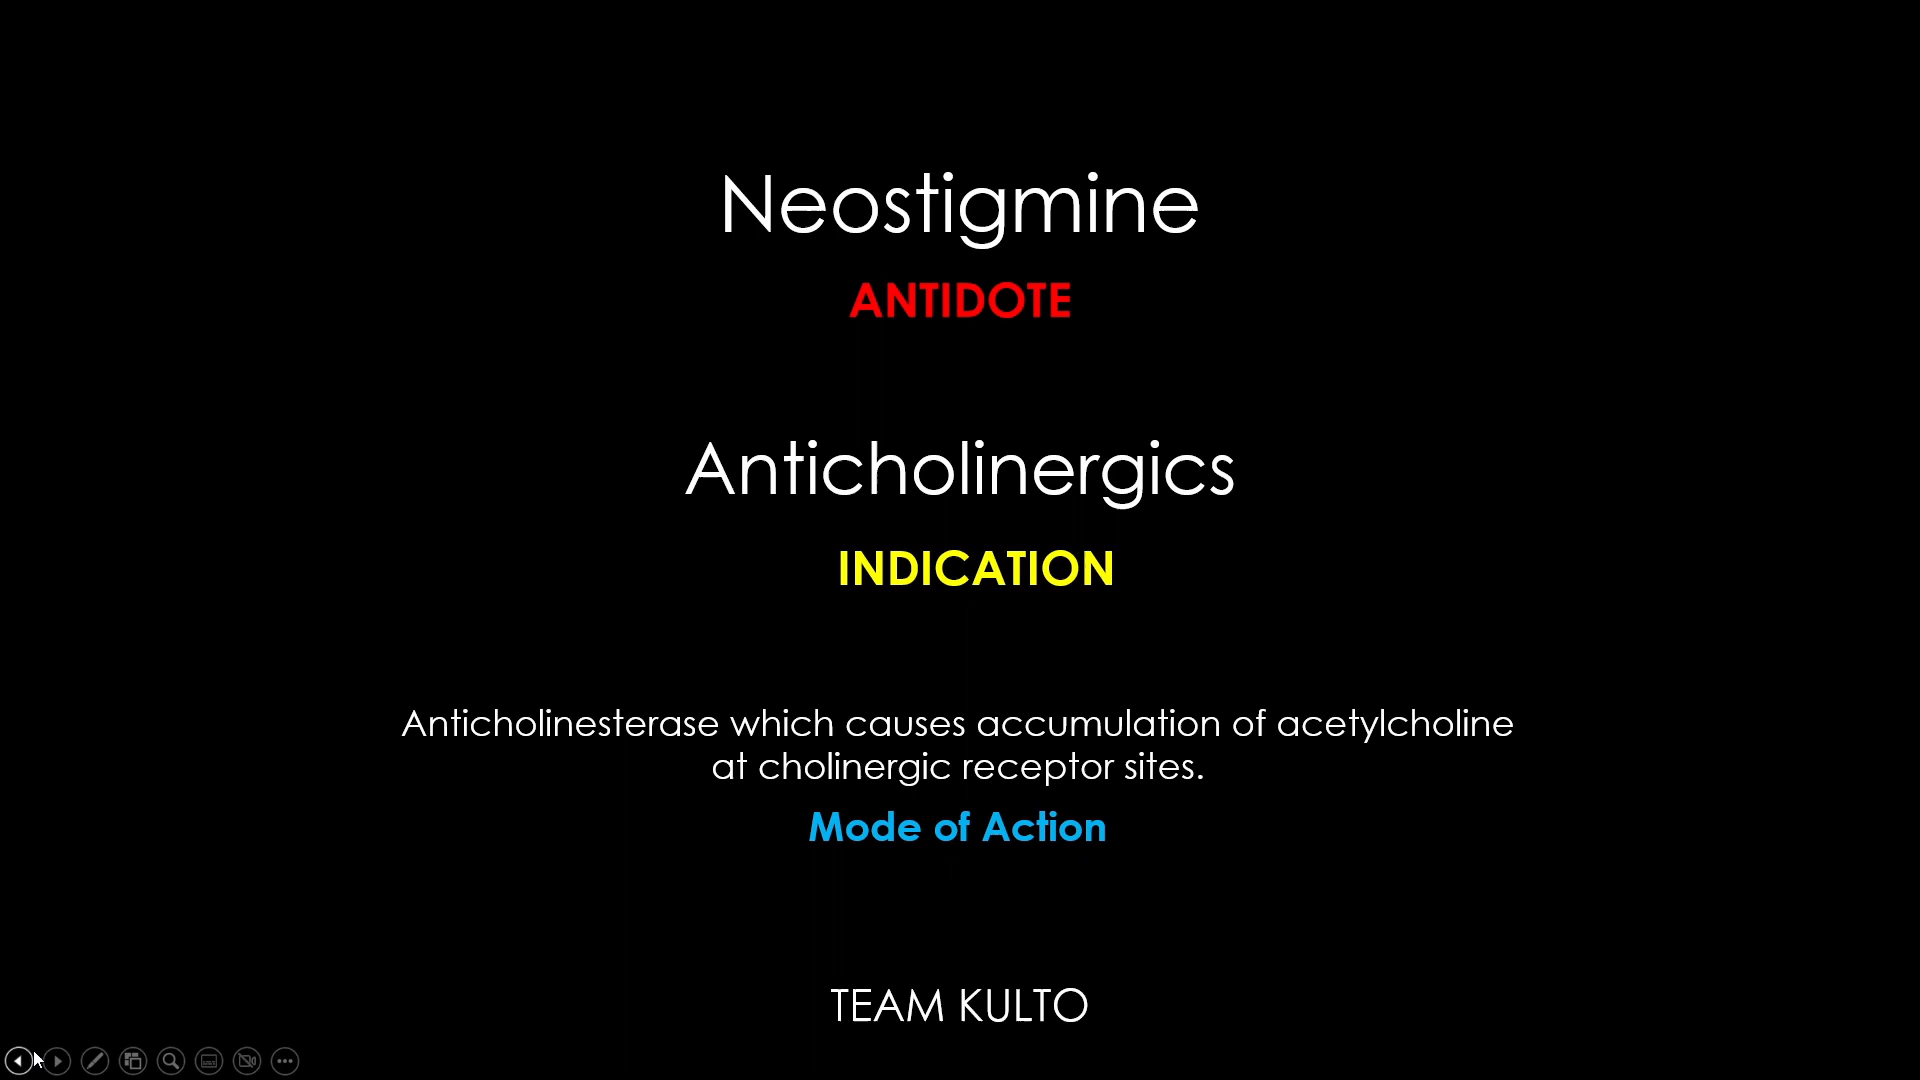 Neostigmine
ANTIDOTE
Anticholinergics
INDICATION
Anticholinesterase which causes accumulation of acetylcholine
at cholinergic receptor sites.
Mode of Action
TEAM KULTO